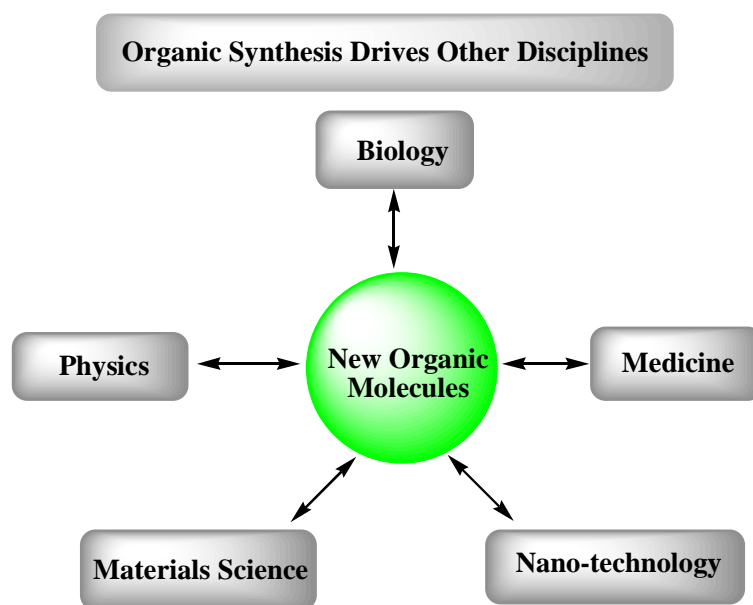 Organic Synthesis Drives Other Disciplines
Biology
Physics
New Organic
Molecules
Medicine
Materials Science
Nano-technology